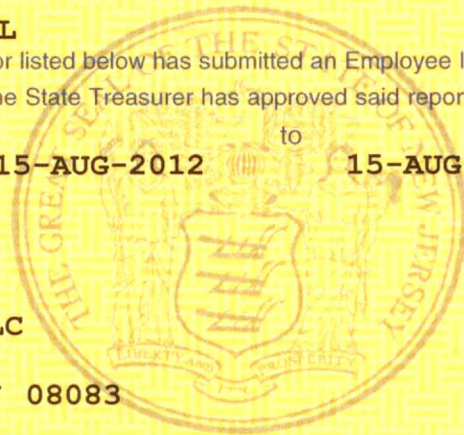 L
or listed below has submitted an Employee I
ne State Treasurer has approved said repor
to
15-AUG-2012 15-AUG
THE GREAT SEAL OF THE STATE OF NEW JERSEY
LIBERTY AND PROSPERITY
LC
08083